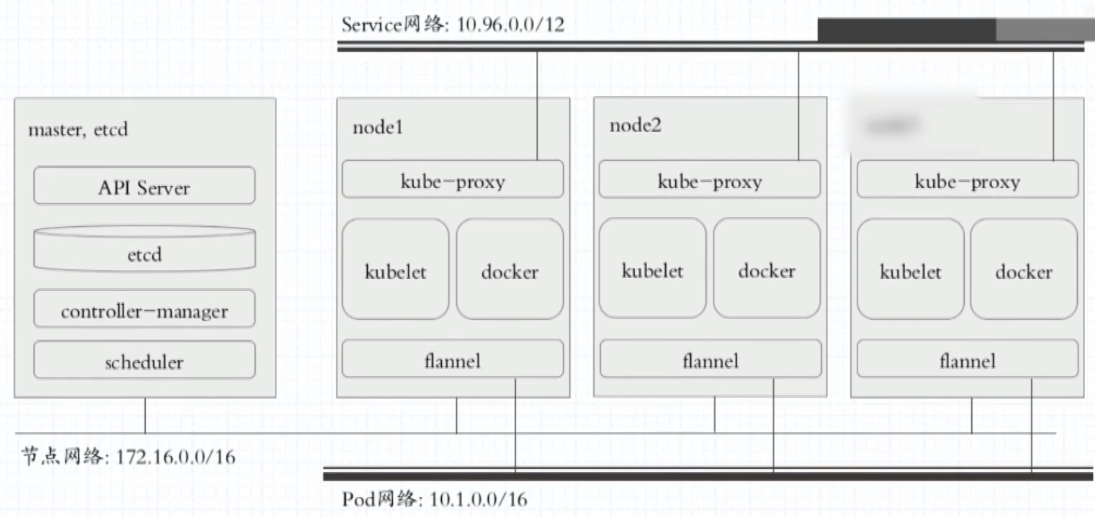 Service网络: 10.96.0.0/12
master, etcd
API Server
etcd
controller-manager
scheduler
node1
kube-proxy
kubelet
docker
flannel
node2
kube-proxy
kubelet
docker
flannel
kube-proxy
kubelet
docker
flannel
节点网络: 172.16.0.0/16
Pod网络: 10.1.0.0/16